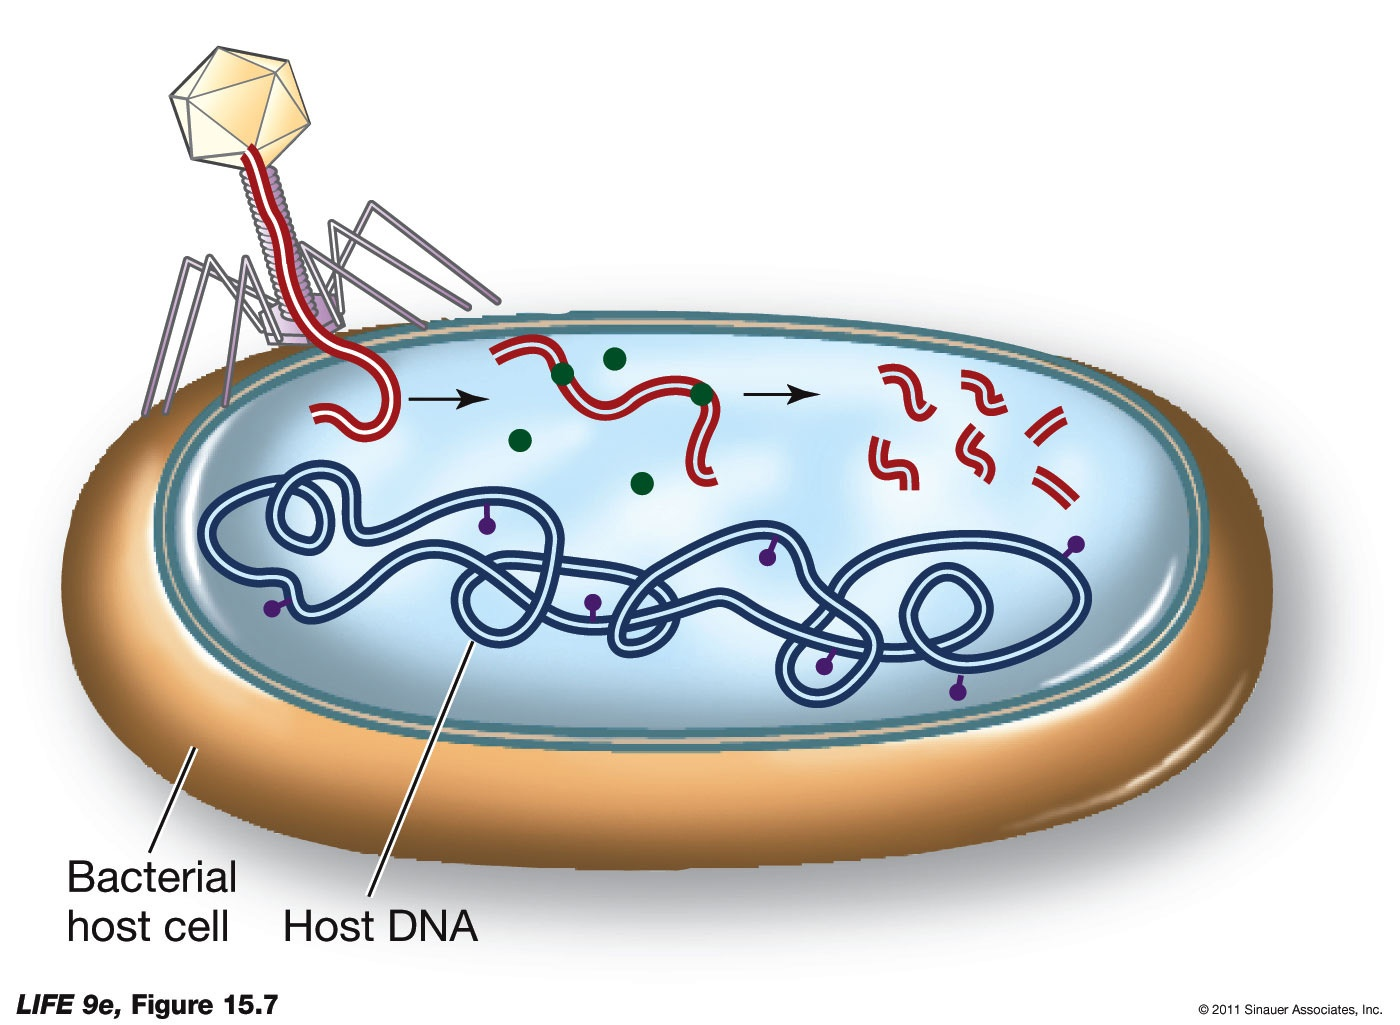 Bacterial
host cell
Host DNA
LIFE 9e, Figure 15.7
© 2011 Sinauer Associates, Inc.